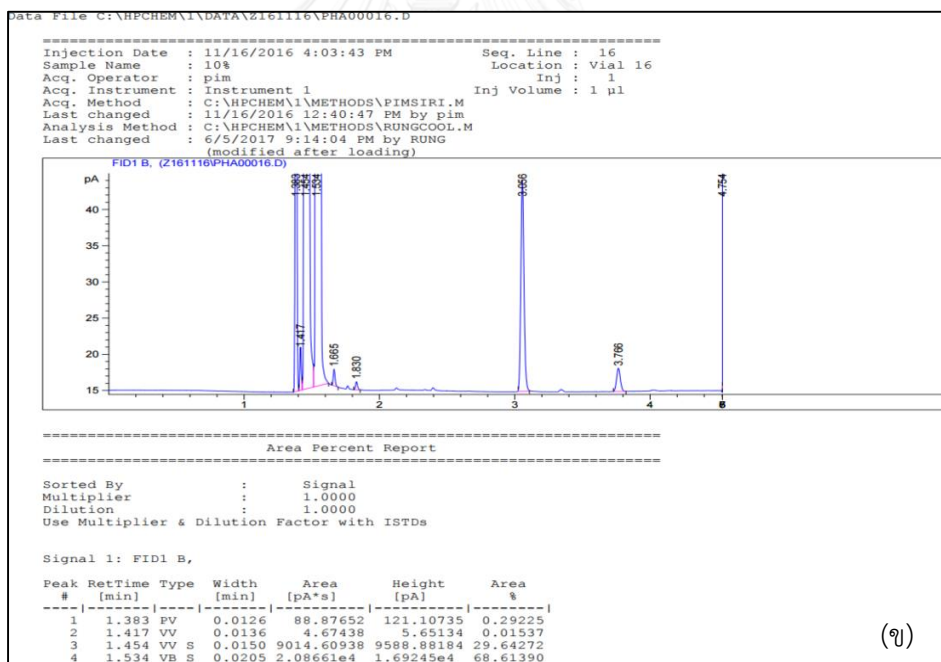 Data File C:\HPCHEM\1\DATA\Z161116\PHA00016.D
Injection Date : 11/16/2016 4:03:43 PM Seq. Line : 16
Sample Name : 10% Location : Vial 16
Acq. Operator : pim Inj : 1
Acq. Instrument : Instrument 1 Inj Volume : 1 µl
Acq. Method : C:\HPCHEM\1\METHODS\PIMSIRI.M
Last changed : 11/16/2016 12:40:47 PM by pim
Analysis Method : C:\HPCHEM\1\METHODS\RUNGCOOL.M
Last changed : 6/5/2017 9:14:04 PM by RUNG
(modified after loading)
FID1 B, (Z161116\PHA00016.D)
pA
40
35
30
25
20
15
1.383
1.417
1.454
1.534
1.665
1.830
3.056
3.766
4.754
1 2 3 4
Area Percent Report
Sorted By : Signal
Multiplier : 1.0000
Dilution : 1.0000
Use Multiplier & Dilution Factor with ISTDs
Signal 1: FID1 B,
Peak RetTime Type Width Area Height Area
# [min] [min] [pA*s] [pA] %
1 1.383 PV 0.0126 88.87652 121.10735 0.29225
2 1.417 VV 0.0136 4.67438 5.65134 0.01537
3 1.454 VV S 0.0150 9014.60938 9588.88184 29.64272
4 1.534 VB S 0.0205 2.08661e4 1.69245e4 68.61390
(ข)